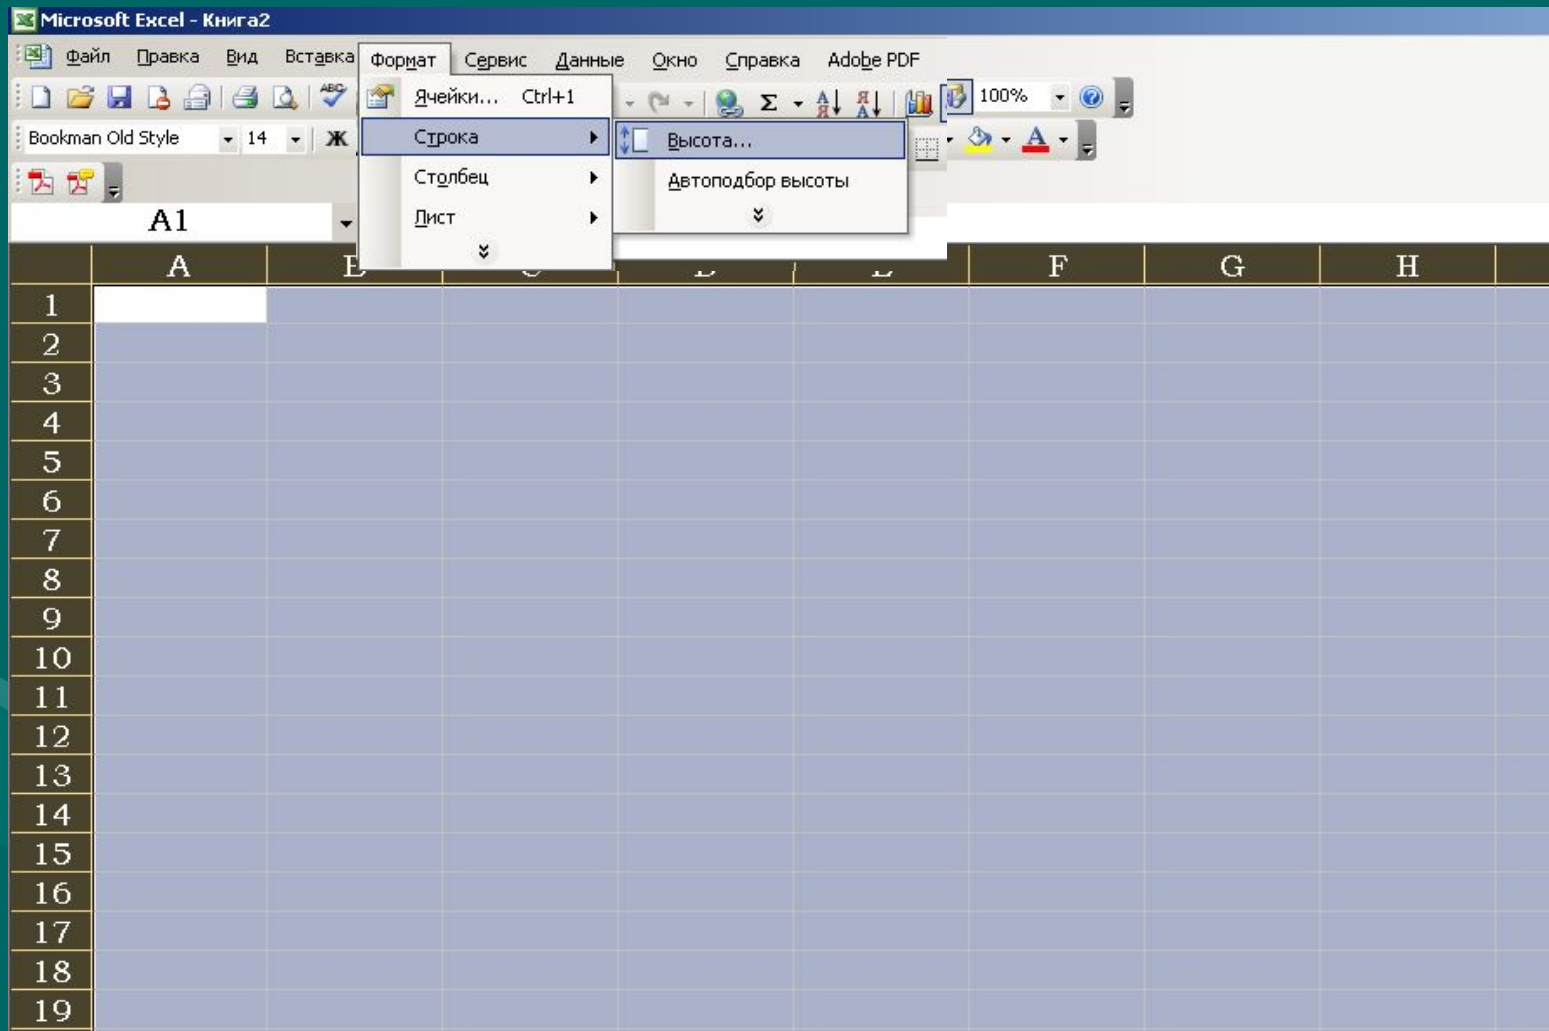 Microsoft Excel - Книга2
Файл Правка Вид Вставка Формат Сервис Данные Окно Справка Adobe PDF
ABC Ячейки... Ctrl+1 Σ А Я Я А 100%
Bookman Old Style 14 Ж Строка Высота... A
Столбец Автоподбор высоты
A1 Лист
A B F G H
1
2
3
4
5
6
7
8
9
10
11
12
13
14
15
16
17
18
19